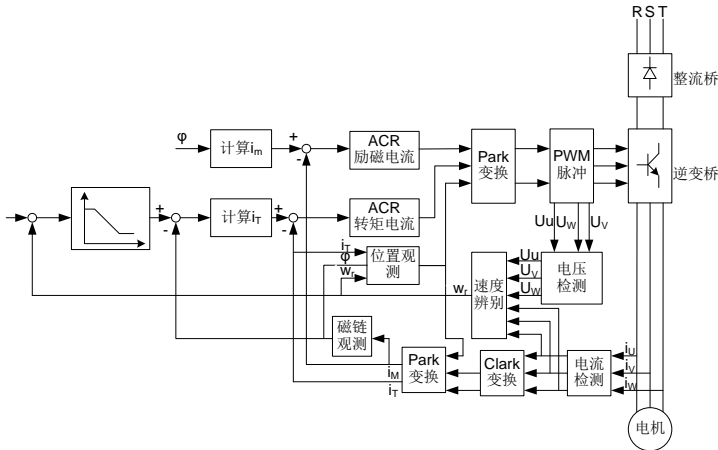 R S T
整流桥
φ
计算im
+
-
ACR
励磁电流
Park
变换
PWM
脉冲
逆变桥
+
-
计算iT
+
-
ACR
转矩电流
Uu
UW
UV
iT
φ
wr
位置观
测
wr
速度
辨别
Uu
UV
UW
电压
检测
磁链
观测
iM
iT
Park
变换
Clark
变换
电流
检测
iU
iV
iW
电机